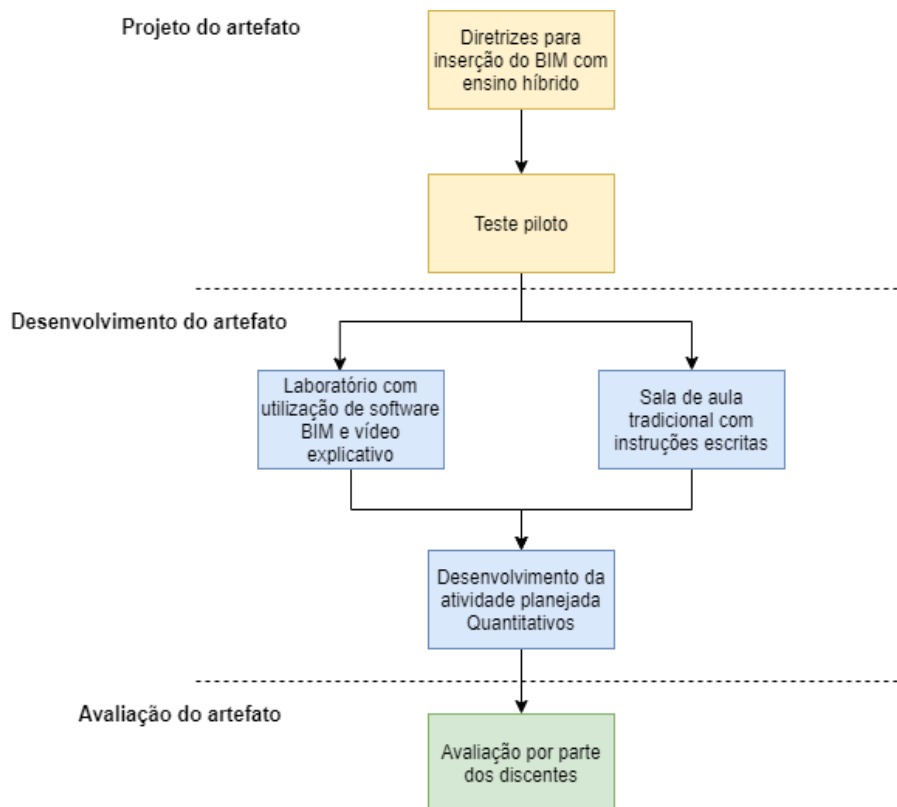 Projeto do artefato
Diretrizes para
inserção do BIM com
ensino híbrido
Teste piloto
Desenvolvimento do artefato
Laboratório com
utilização de software
BIM e vídeo
explicativo
Sala de aula
tradicional com
instruções escritas
Desenvolvimento da
atividade planejada
Quantitativos
Avaliação do artefato
Avaliação por parte
dos discentes